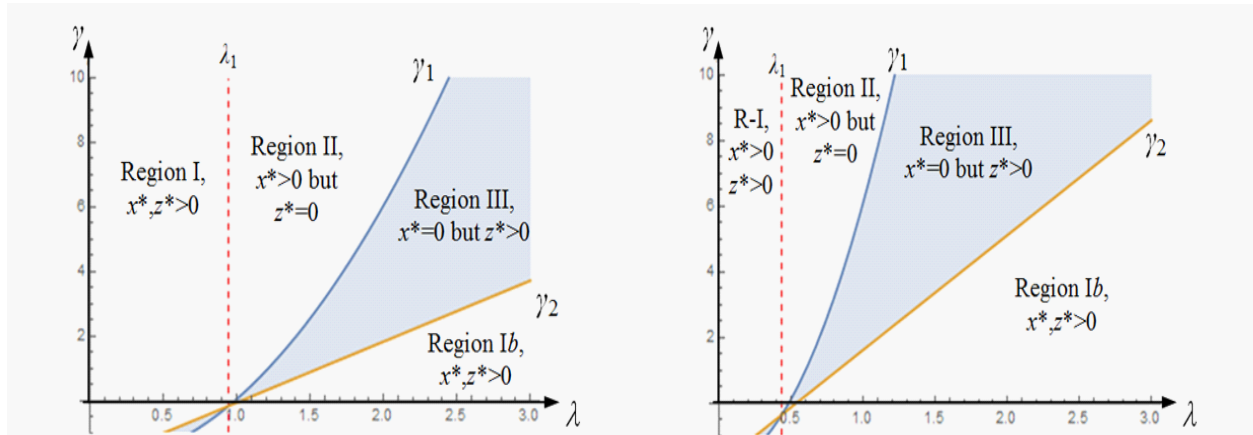 γ
λ1
γ1
10
8
6
4
2
Region I,
x*,z*>0
Region II,
x*>0 but
z*=0
Region III,
x*=0 but z*>0
γ2
Region Ib,
x*,z*>0
0.5
1.0
1.5
2.0
2.5
3.0
λ
γ
λ1
γ1
10
8
6
4
2
R-I,
x*>0
z*>0
Region II,
x*>0 but
z*=0
Region III,
x*=0 but z*>0
γ2
Region Ib,
x*,z*>0
0.5
1.0
1.5
2.0
2.5
3.0
λ